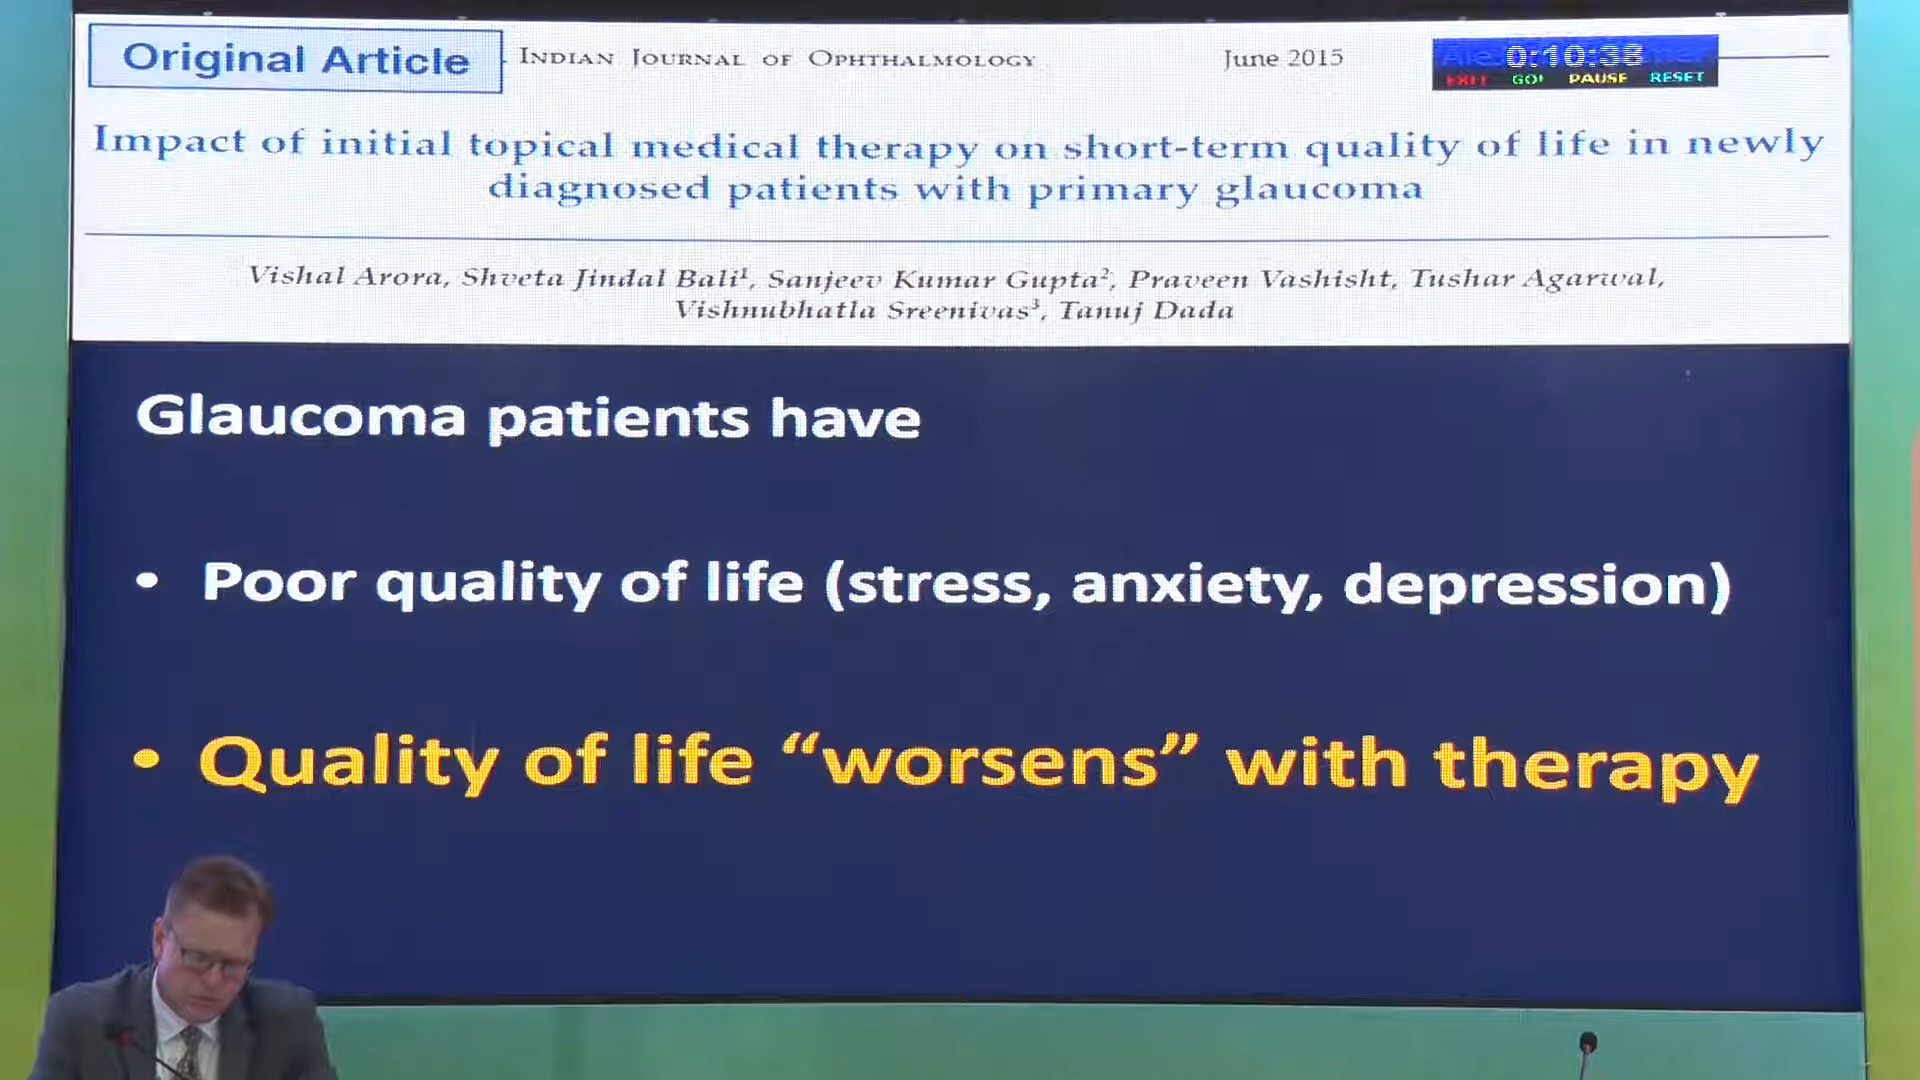 Original Article
INDIAN JOURNAL OF OPHTHALMOLOGY
June 2015
0:10:38
EXIT GO! PAUSE RESET
Impact of initial topical medical therapy on short-term quality of life in newly
diagnosed patients with primary glaucoma
Vishal Arora, Shveta Jindal Bali¹, Sanjeev Kumar Gupta², Praveen Vashisht, Tushar Agarwal,
Vishnubhatla Sreenivas³, Tanuj Dada
Glaucoma patients have
• Poor quality of life (stress, anxiety, depression)
• Quality of life “worsens” with therapy